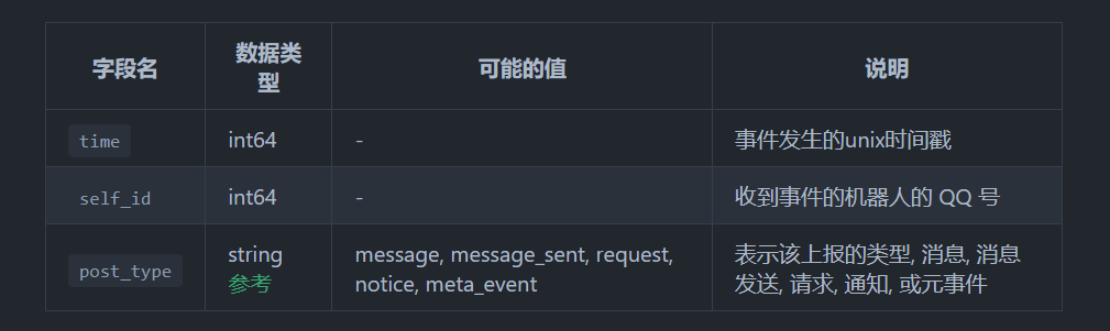 字段名 数据类 可能的值 说明
型
time int64 - 事件发生的unix时间戳
self_id int64 - 收到事件的机器人的 QQ 号
post_type string message, message_sent, request, 表示该上报的类型, 消息, 消息
参考 notice, meta_event 发送, 请求, 通知, 或元事件